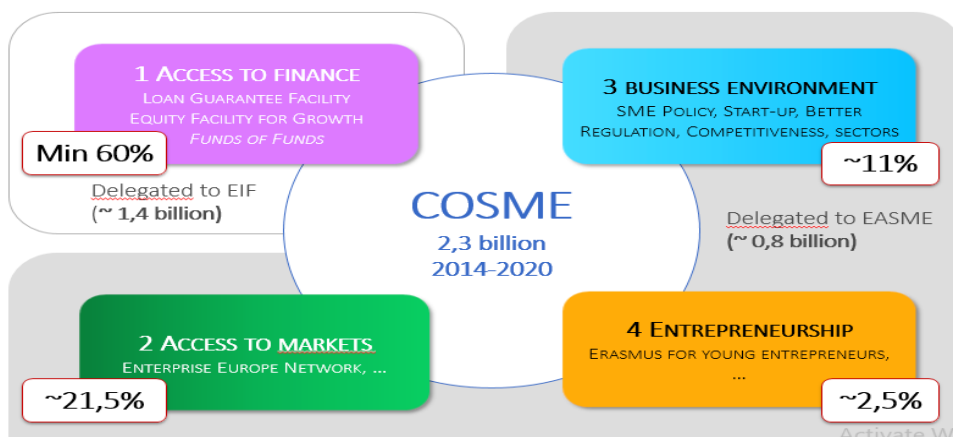 1 ACCESS TO FINANCE
LOAN GUARANTEE FACILITY
EQUITY FACILITY FOR GROWTH
FUNDS OF FUNDS
Min 60%
Delegated to EIF
(~ 1,4 billion)
3 BUSINESS ENVIRONMENT
SME POLICY, START-UP, BETTER
REGULATION, COMPETITIVENESS, SECTORS
~11%
COSME
2,3 billion
2014-2020
Delegated to EASME
(~ 0,8 billion)
2 ACCESS TO MARKETS
ENTERPRISE EUROPE NETWORK, ...
~21,5%
4 ENTREPRENEURSHIP
ERASMUS FOR YOUNG ENTREPRENEURS,
...
~2,5%
Activate W